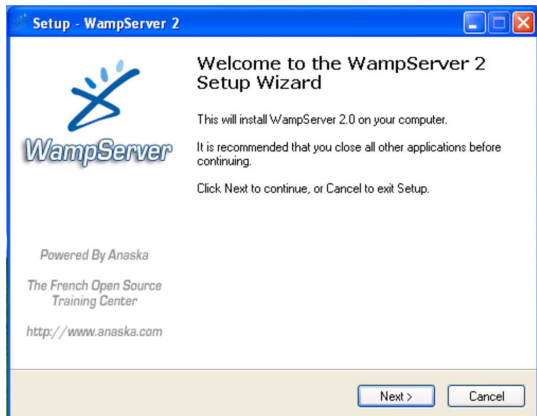 Setup - WampServer 2
Welcome to the WampServer 2
Setup Wizard
This will install WampServer 2.0 on your computer.
It is recommended that you close all other applications before
continuing.
Click Next to continue, or Cancel to exit Setup.
WampServer
Powered By Anaska
The French Open Source
Training Center
http://www.anaska.com
Next >
Cancel